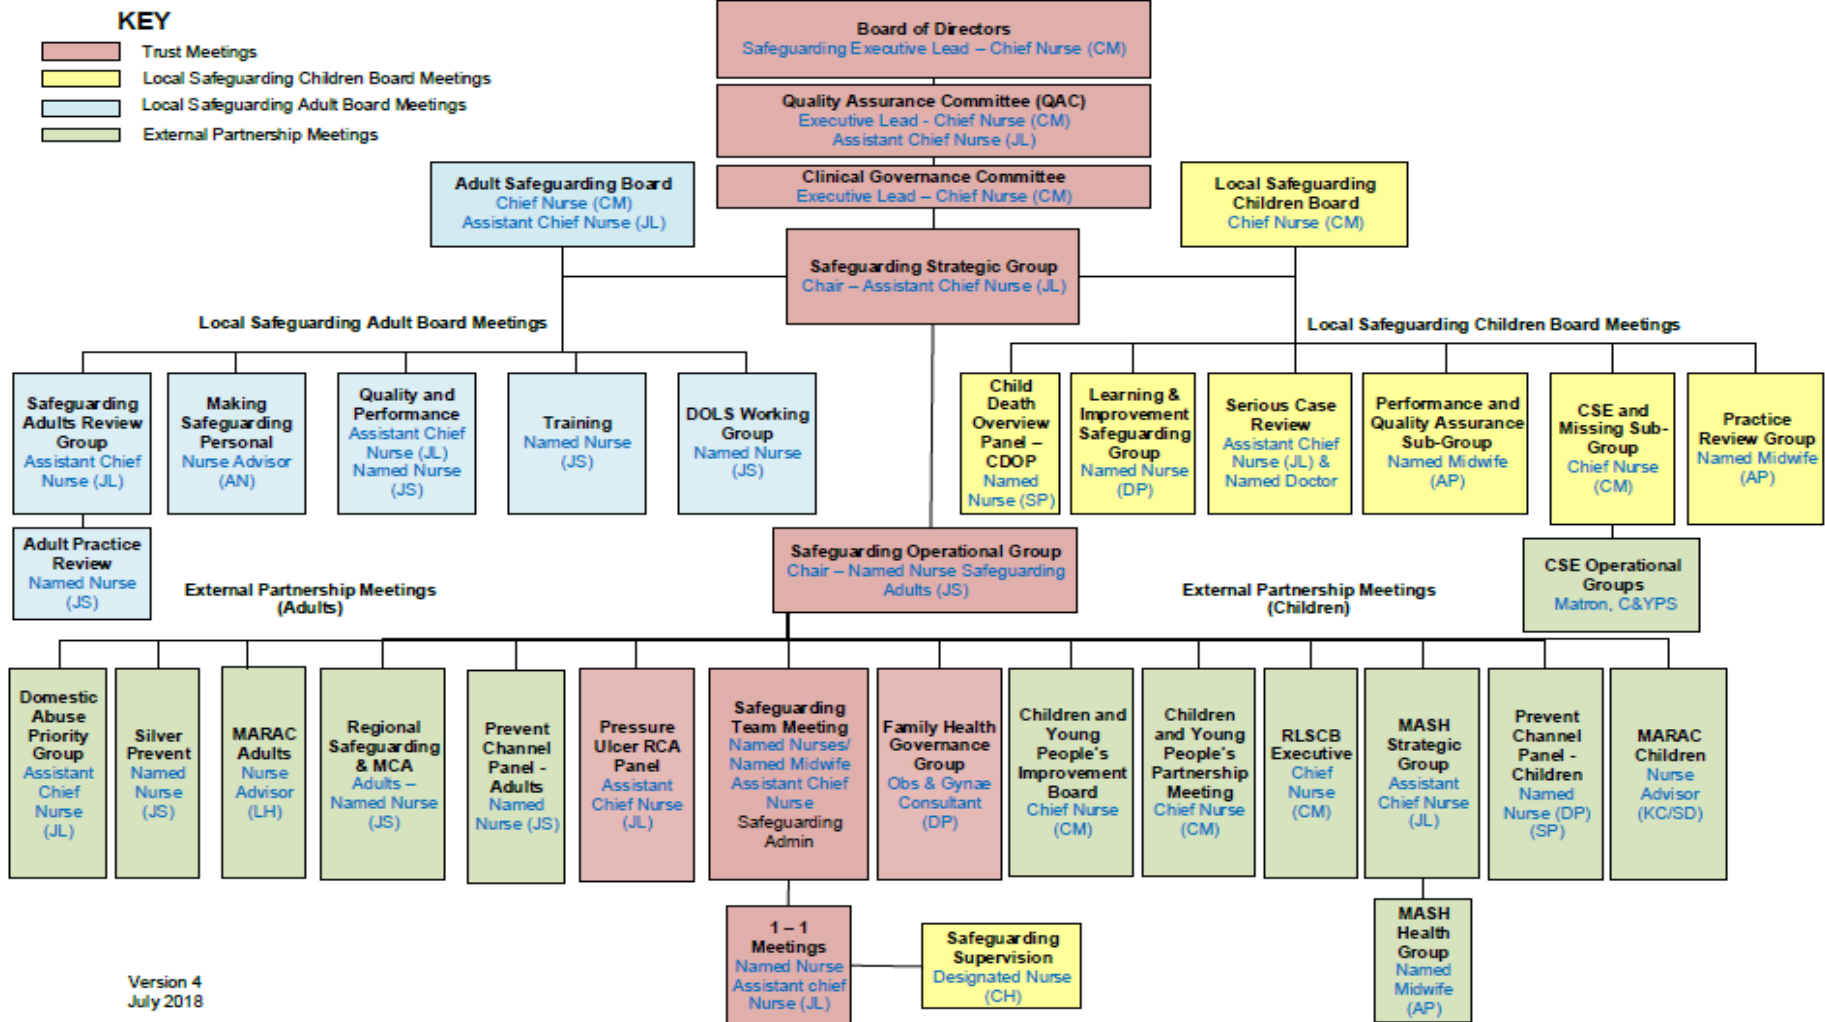 KEY
Trust Meetings
Local Safeguarding Children Board Meetings
Local Safeguarding Adult Board Meetings
External Partnership Meetings
Board of Directors
Safeguarding Executive Lead – Chief Nurse (CM)
Quality Assurance Committee (QAC)
Executive Lead - Chief Nurse (CM)
Assistant Chief Nurse (JL)
Clinical Governance Committee
Executive Lead – Chief Nurse (CM)
Adult Safeguarding Board
Chief Nurse (CM)
Assistant Chief Nurse (JL)
Local Safeguarding
Children Board
Chief Nurse (CM)
Safeguarding Strategic Group
Chair – Assistant Chief Nurse (JL)
Local Safeguarding Adult Board Meetings
Local Safeguarding Children Board Meetings
Safeguarding
Adults Review
Group
Assistant Chief
Nurse (JL)
Making
Safeguarding
Personal
Nurse Advisor
(AN)
Quality and
Performance
Assistant Chief
Nurse (JL)
Named Nurse
(JS)
Training
Named Nurse
(JS)
DOLS Working
Group
Named Nurse
(JS)
Child
Death
Overview
Panel –
CDOP
Named
Nurse (SP)
Learning &
Improvement
Safeguarding
Group
Named Nurse
(DP)
Serious Case
Review
Assistant Chief
Nurse (JL) &
Named Doctor
Performance and
Quality Assurance
Sub-Group
Named Midwife
(AP)
CSE and
Missing Sub-
Group
Chief Nurse
(CM)
Practice
Review Group
Named Midwife
(AP)
Adult Practice
Review
Named Nurse
(JS)
External Partnership Meetings
(Adults)
Safeguarding Operational Group
Chair – Named Nurse Safeguarding
Adults (JS)
External Partnership Meetings
(Children)
CSE Operational
Groups
Matron, C&YPS
Domestic
Abuse
Priority
Group
Assistant
Chief
Nurse
(JL)
Silver
Prevent
Named
Nurse
(JS)
MARAC
Adults
Nurse
Advisor
(LH)
Regional
Safeguarding
& MCA
Adults –
Named Nurse
(JS)
Prevent
Channel
Panel -
Adults
Named
Nurse (JS)
Pressure
Ulcer RCA
Panel
Assistant
Chief Nurse
(JL)
Safeguarding
Team Meeting
Named Nurses/
Named Midwife
Assistant Chief
Nurse
Safeguarding
Admin
Family Health
Governance
Group
Obs & Gynae
Consultant
(DP)
Children and
Young
People's
Improvement
Board
Chief Nurse
(CM)
Children
and Young
People's
Partnership
Meeting
Chief Nurse
(CM)
RLSCB
Executive
Chief
Nurse
(CM)
MASH
Strategic
Group
Assistant
Chief Nurse
(JL)
Prevent
Channel
Panel -
Children
Named
Nurse (DP)
(SP)
MARAC
Children
Nurse
Advisor
(KC/SD)
1 – 1
Meetings
Named Nurse
Assistant chief
Nurse (JL)
Safeguarding
Supervision
Designated Nurse
(CH)
MASH
Health
Group
Named
Midwife
(AP)
Version 4
July 2018